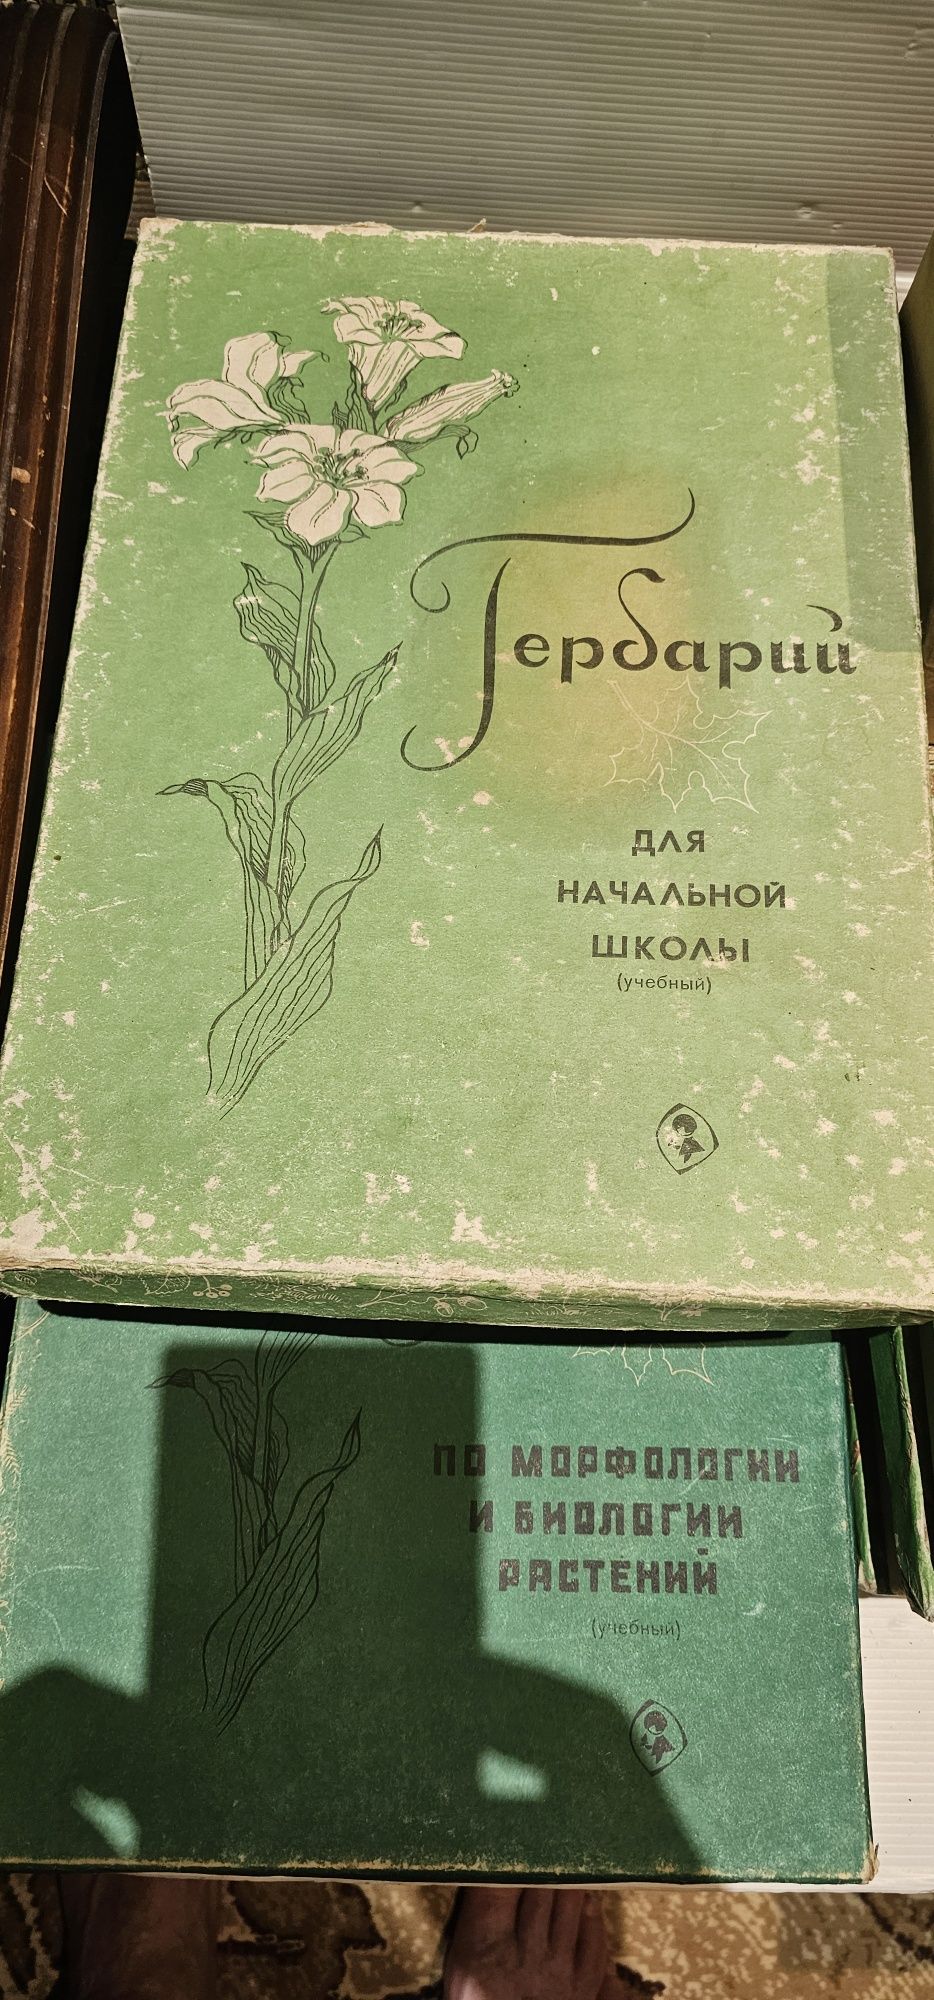 Гербарий
ДЛЯ
НАЧАЛЬНОЙ
ШКОЛЫ
(учебный)
ПО МОРФОЛОГИИ
И БИОЛОГИИ
РАСТЕНИЙ
(учебный)